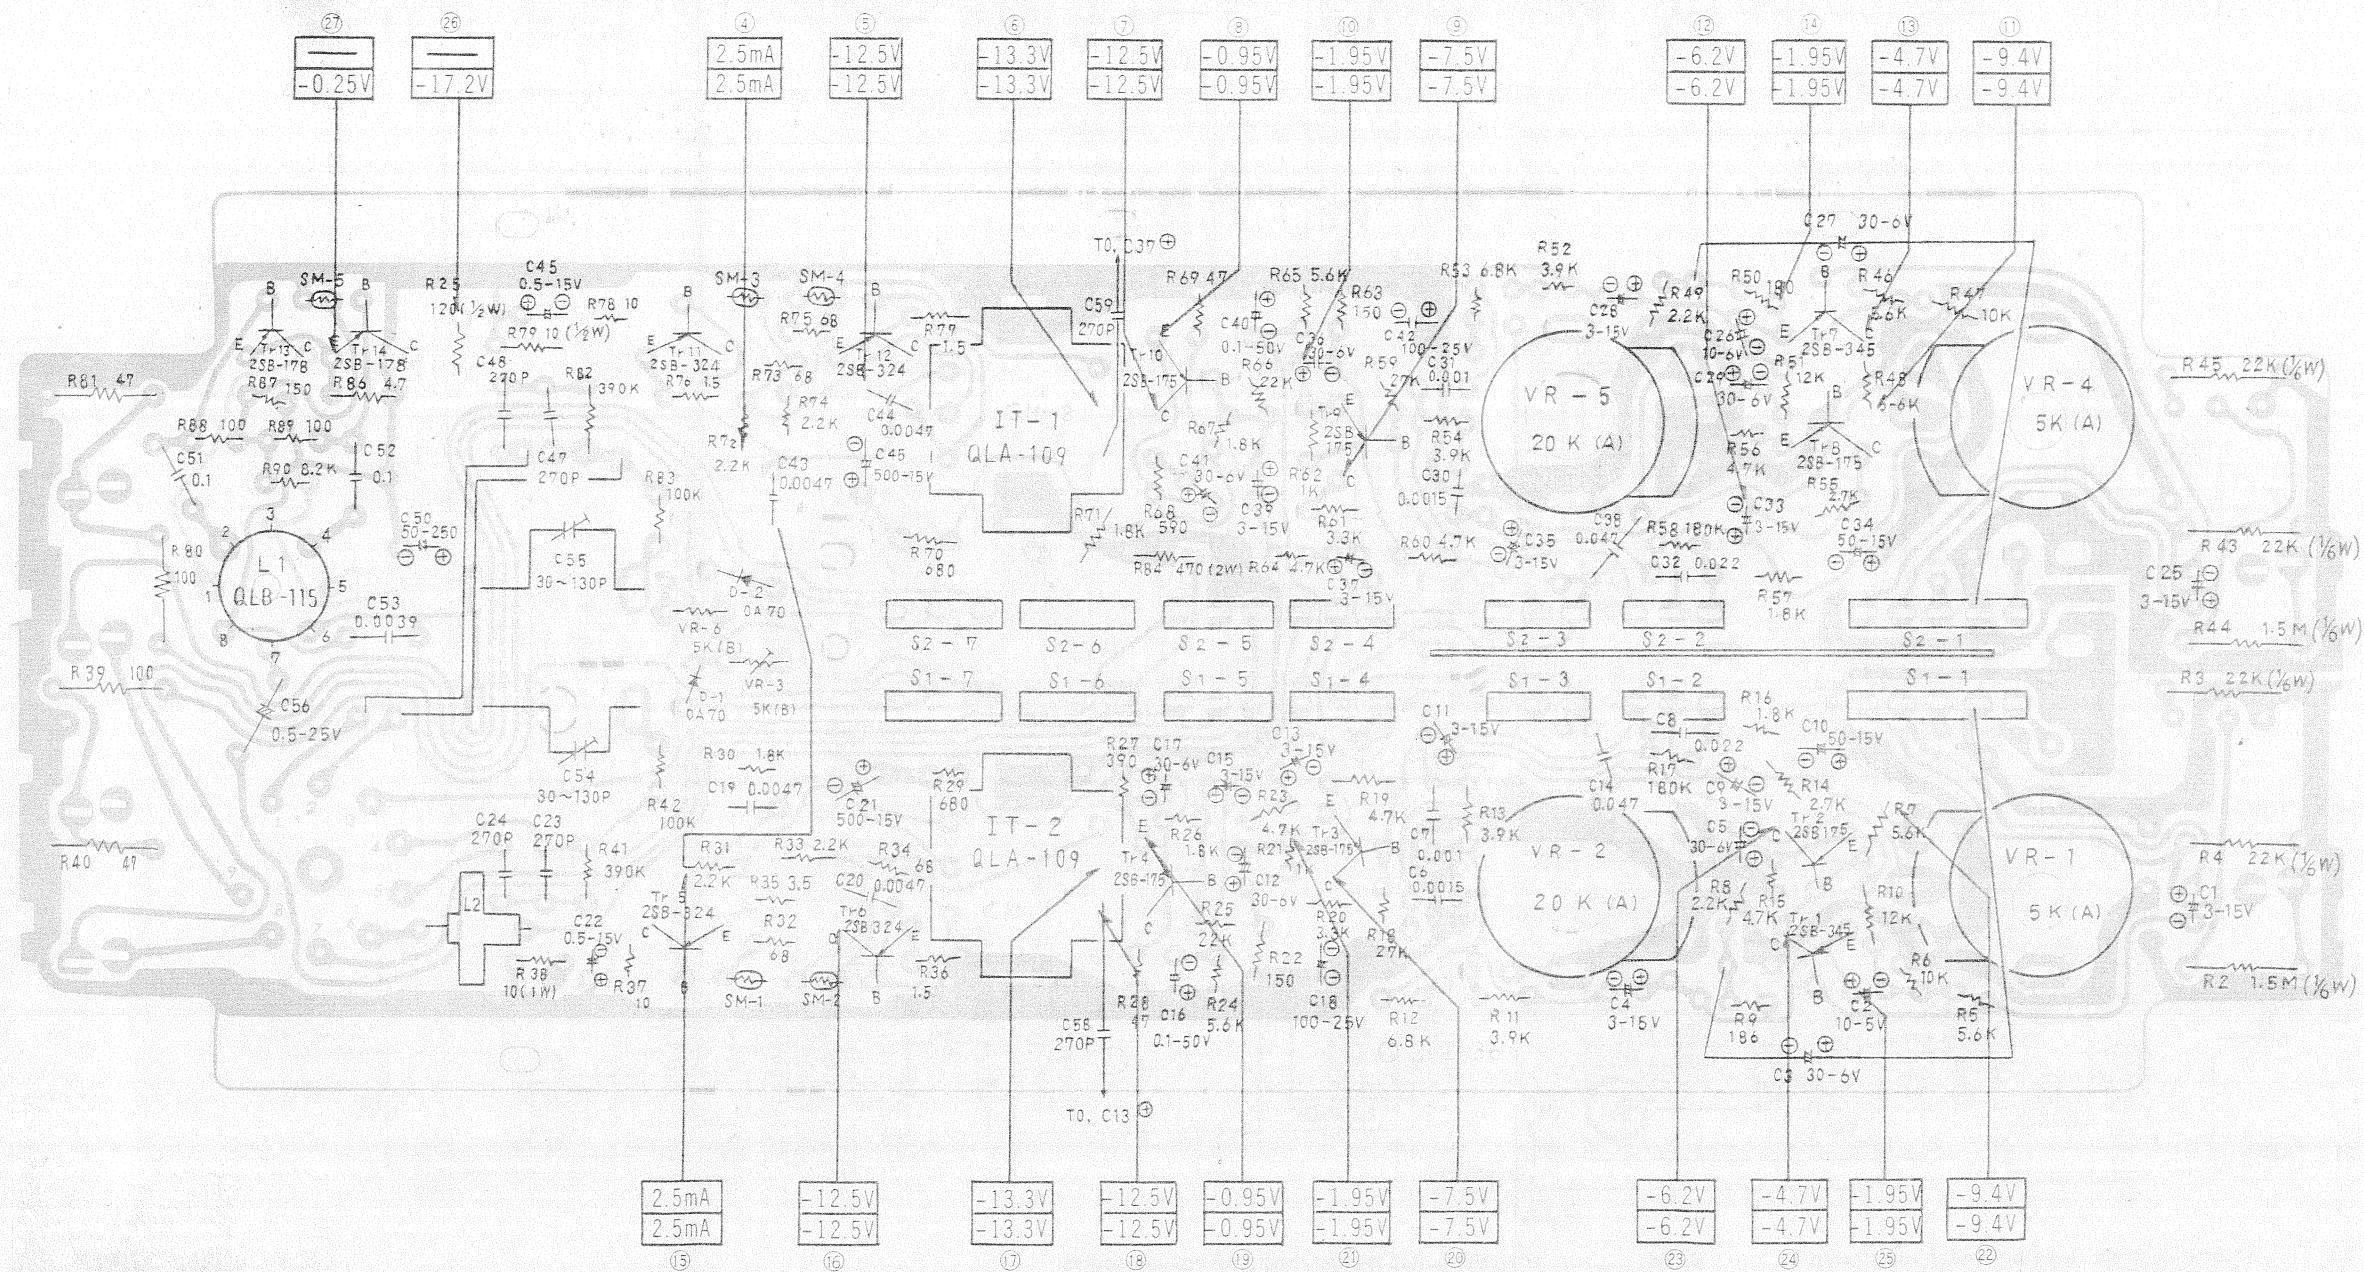 ㉗ ㉖ ④ ⑤ ⑥ ⑦ ⑧ ⑩ ⑨ ⑫ ⑭ ⑬ ⑪
— — 2.5mA -12.5V -13.3V -12.5V -0.95V -1.95V -7.5V -6.2V -1.95V -4.7V -9.4V
-0.25V -17.2V 2.5mA -12.5V -13.3V -12.5V -0.95V -1.95V -7.5V -6.2V -1.95V -4.7V -9.4V
C27 30-6V
TO, C37 ⊕
SM-5
R25
120(½W)
C45
0.5-15V
R78 10
R79 10 (½W)
SM-3
SM-4
R75 68
R77
1.5
C59
270P
R69 47
R65 5.6K
R63
150
R53 6.8K
R52
3.9K
C28
3-15V
R49
2.2K
R50
180
R46
5.6K
R47
10K
B
E
C
Tr13
2SB-178
Tr14
2SB-178
Tr11
2SB-324
Tr12
2SB-324
Tr10
2SB-175
C40
0.1-50V
C36
30-6V
C42
100-25V
C31
0.001
C26
10-6V
Tr7
2SB-345
R81 47
R87 150
R86 4.7
C48
270P
R82
390K
R76 1.5
R73 68
R74
2.2K
C44
0.0047
R66
22K
R59
27K
VR-5
20K (A)
C29
30-6V
R51
12K
R48
5.6K
VR-4
5K (A)
R45 22K (⅙W)
R88 100
R89 100
C51
0.1
R90 8.2K
C52
0.1
C47
270P
R83
100K
R72
2.2K
C43
0.0047
C45
500-15V
IT-1
QLA-109
R67
1.8K
Tr9
2SB
175
R54
3.9K
R56
4.7K
Tr8
2SB-175
R55
2.7K
C41
30-6V
R62
1K
C30
0.0015
C50
50-250
C55
30~130P
R70
680
R71
1.8K
R68
590
C39
3-15V
R61
3.3K
R60 4.7K
C35
3-15V
C38
0.047
R58 180K
C33
3-15V
C34
50-15V
R80
100
L1
QLB-115
1
2
3
4
5
6
7
8
R84 470 (2W)
R64 4.7K
C37
3-15V
C32 0.022
R57
1.8K
R43 22K (⅙W)
C25
3-15V
C53
0.0039
D-2
OA70
VR-6
5K(B)
S2-7 S2-6 S2-5 S2-4 S2-3 S2-2 S2-1
R44 1.5M (⅙W)
R39 100
VR-3
5K(B)
D-1
OA70
S1-7 S1-6 S1-5 S1-4 S1-3 S1-2 S1-1
R3 22K (⅙W)
C56
0.5-25V
C54
30~130P
R42
100K
R30 1.8K
C19 0.0047
C21
500-15V
R29
680
R27
390
C17
30-6V
C15
3-15V
C13
3-15V
C11
3-15V
C8
0.022
R16
1.8K
C10
50-15V
R17
180K
C9
3-15V
R14
2.7K
C24
270P
C23
270P
R23
4.7K
R19
4.7K
R13
3.9K
C14
0.047
R7
5.6K
R40 47
R41
390K
R31
2.2K
R33 2.2K
R34
68
C20
0.0047
IT-2
QLA-109
R26
1.8K
Tr3
2SB-175
C7
0.001
C5
30-6V
Tr2
2SB175
VR-2
20K (A)
VR-1
5K (A)
R4 22K (⅙W)
R35 3.5
Tr4
2SB-175
R21
1K
C12
30-6V
C6
0.0015
R8
2.2K
R15
4.7K
R10
12K
C1
3-15V
L2
Tr5
2SB-324
R32
68
Tr6
2SB324
R25
22K
R20
3.3K
R18
27K
Tr1
2SB-345
C22
0.5-15V
R38
10(1W)
R37
10
SM-1
SM-2
R36
1.5
R22
150
R6
10K
R2 1.5M (⅙W)
R28
47
C16
0.1-50V
R24
5.6K
C18
100-25V
R12
6.8K
R11
3.9K
C4
3-15V
R9
186
C2
10-5V
R5
5.6K
C58
270P
C3 30-6V
TO, C13 ⊕
2.5mA -12.5V -13.3V -12.5V -0.95V -1.95V -7.5V -6.2V -4.7V -1.95V -9.4V
2.5mA -12.5V -13.3V -12.5V -0.95V -1.95V -7.5V -6.2V -4.7V -1.95V -9.4V
⑮ ⑯ ⑰ ⑱ ⑲ ㉑ ⑳ ㉓ ㉔ ㉕ ㉒